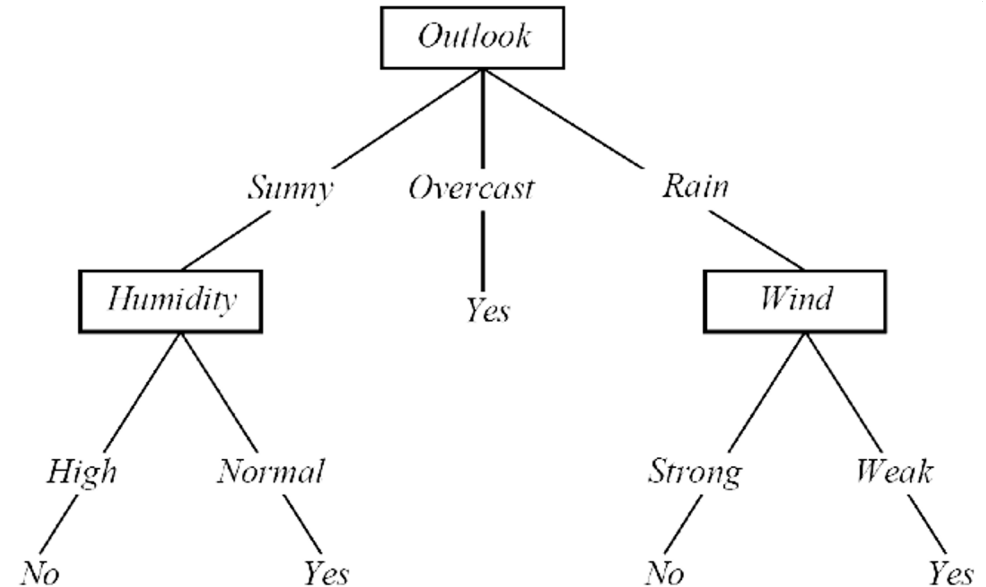 Outlook
Sunny Overcast Rain
Humidity Yes Wind
High Normal Strong Weak
No Yes No Yes